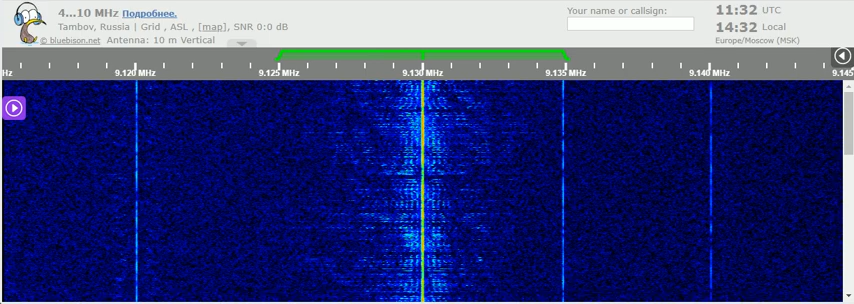 4...10 MHz Подробнее.
Tambov, Russia | Grid , ASL , [map], SNR 0:0 dB
© bluebison.net Antenna: 10 m Vertical
Your name or callsign:
11:32 UTC
14:32 Local
Europe/Moscow (MSK)
Hz 9.120 MHz 9.125 MHz 9.130 MHz 9.135 MHz 9.140 MHz 9.145